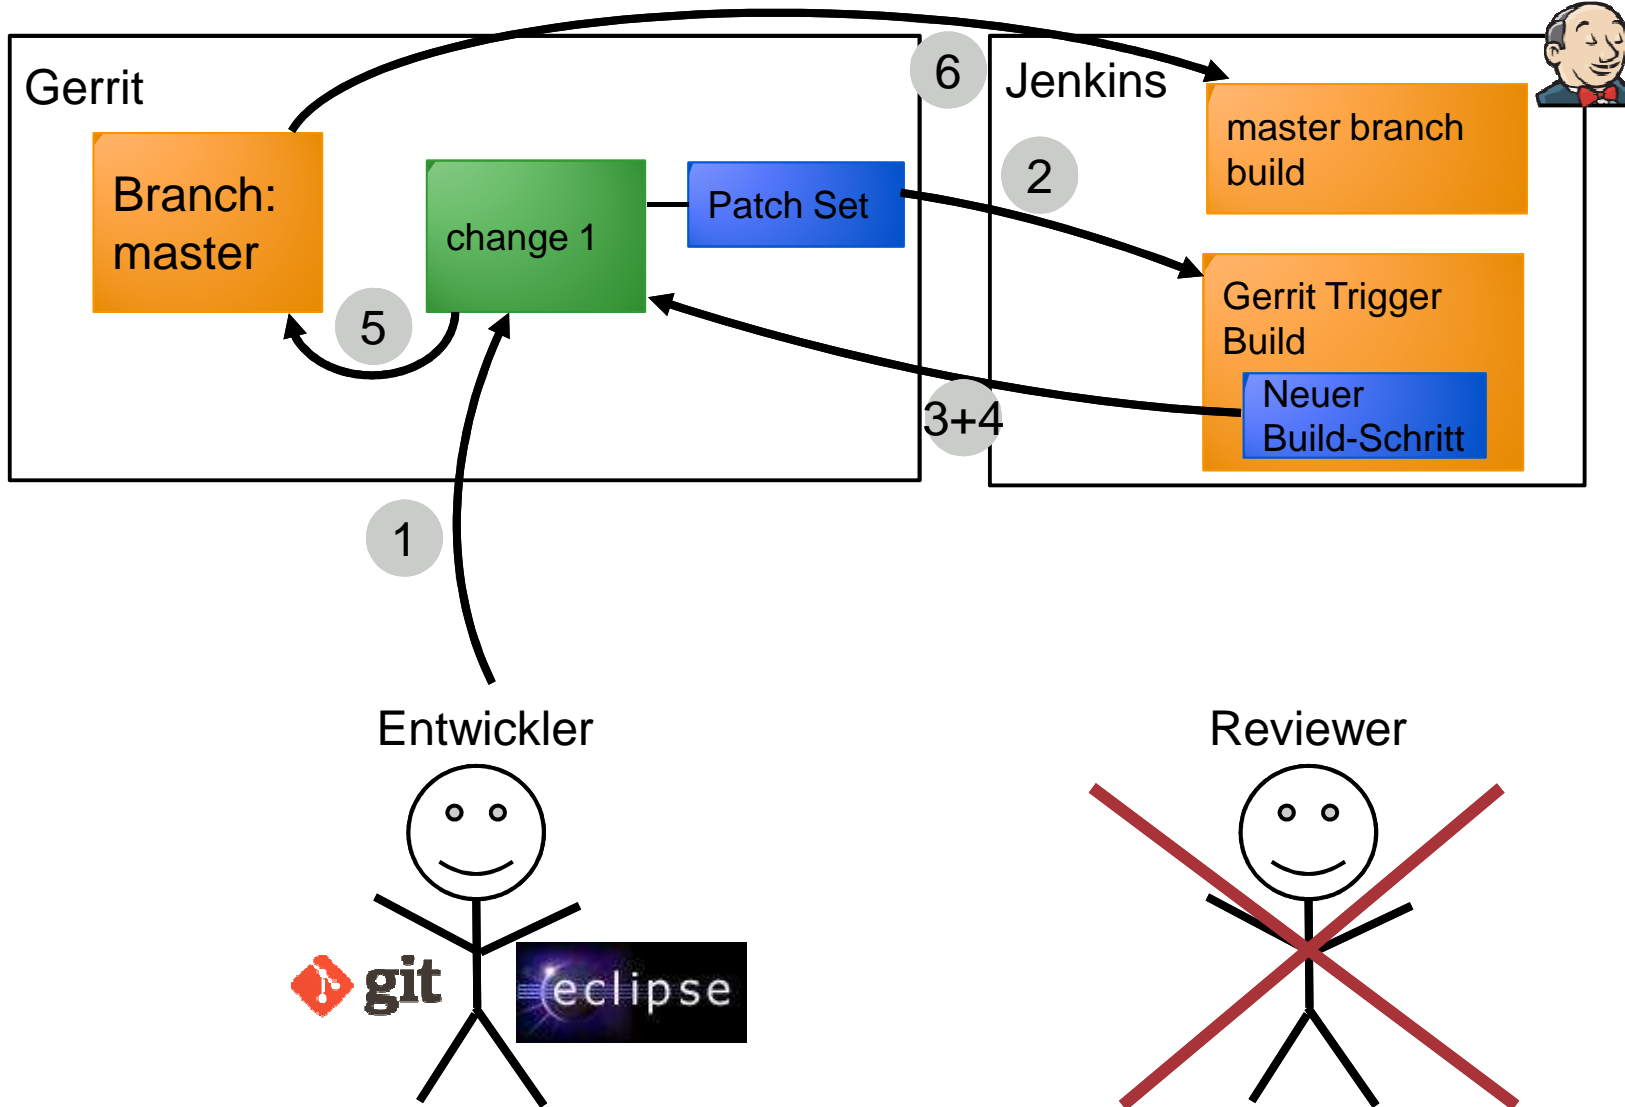 Gerrit
6
Jenkins
Branch:
master
change 1
Patch Set
2
master branch
build
5
Gerrit Trigger
Build
Neuer
Build-Schritt
3+4
1
Entwickler
Reviewer
git
eclipse